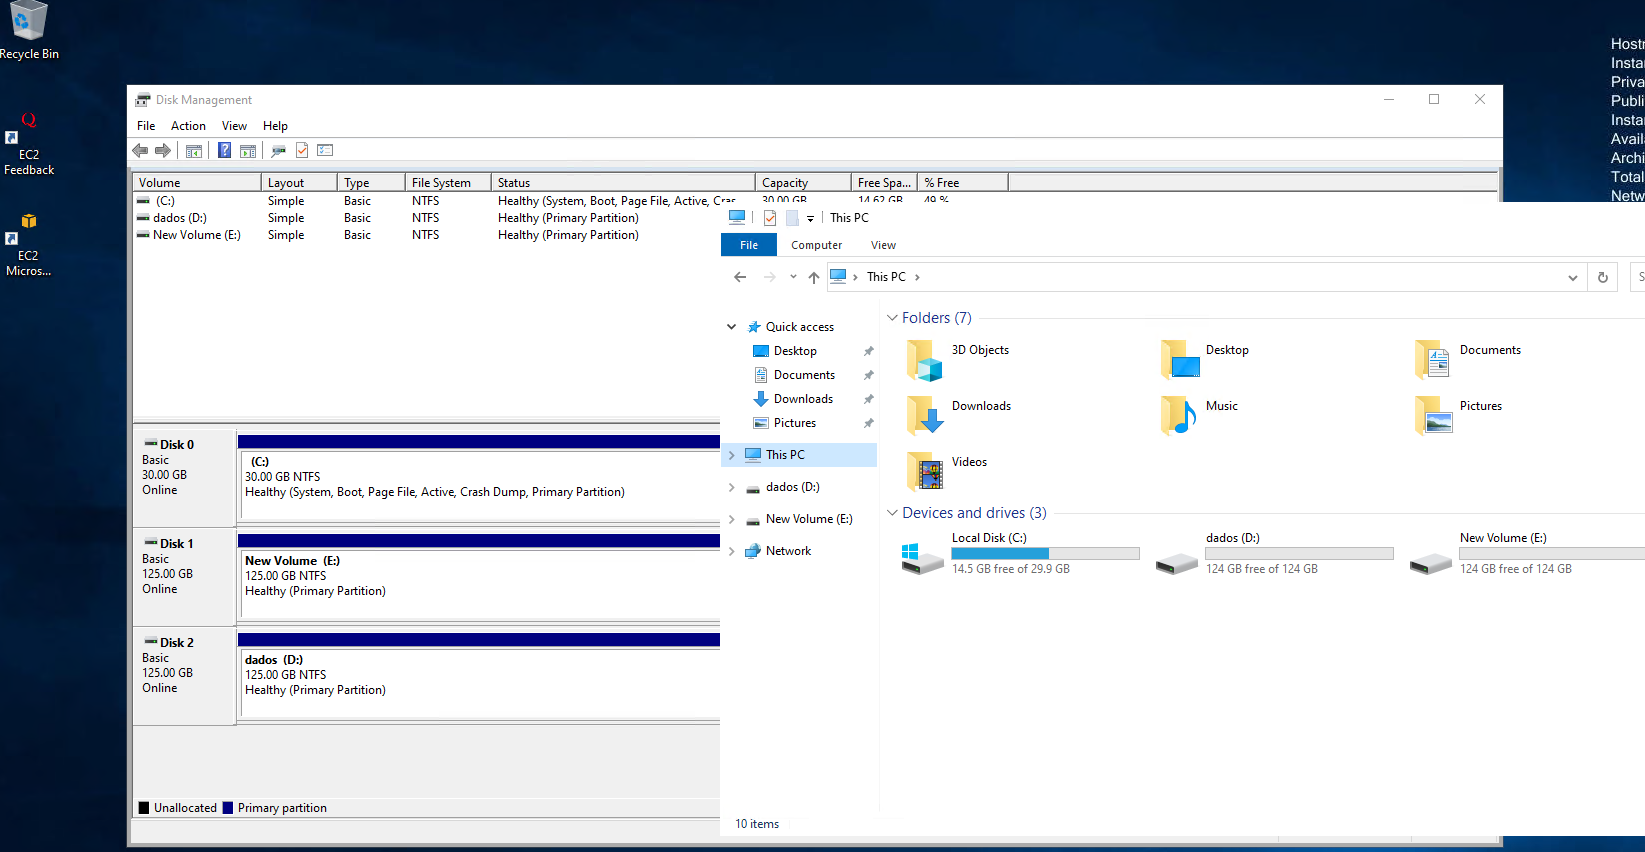 Recycle Bin
EC2
Feedback
EC2
Micros...
Disk Management
File Action View Help
Volume Layout Type File System Status Capacity Free Spa... % Free
(C:) Simple Basic NTFS Healthy (System, Boot, Page File, Active, Cras 30.00 GB 14.62 GB 49 %
dados (D:) Simple Basic NTFS Healthy (Primary Partition)
New Volume (E:) Simple Basic NTFS Healthy (Primary Partition)
Disk 0
Basic
30.00 GB
Online
(C:)
30.00 GB NTFS
Healthy (System, Boot, Page File, Active, Crash Dump, Primary Partition)
Disk 1
Basic
125.00 GB
Online
New Volume (E:)
125.00 GB NTFS
Healthy (Primary Partition)
Disk 2
Basic
125.00 GB
Online
dados (D:)
125.00 GB NTFS
Healthy (Primary Partition)
Unallocated Primary partition
This PC
File Computer View
This PC
S
Quick access
Desktop
Documents
Downloads
Pictures
This PC
dados (D:)
New Volume (E:)
Network
Folders (7)
3D Objects
Desktop
Documents
Downloads
Music
Pictures
Videos
Devices and drives (3)
Local Disk (C:)
14.5 GB free of 29.9 GB
dados (D:)
124 GB free of 124 GB
New Volume (E:)
124 GB free of 124 GB
10 items
Host
Insta
Priva
Publi
Insta
Avail
Archi
Total
Netw